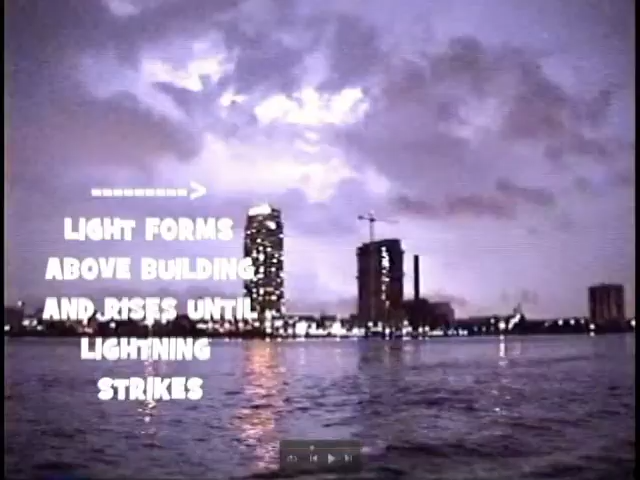 --------->
LIGHT FORMS
ABOVE BUILDING
AND RISES UNTIL
LIGHTNING
STRIKES